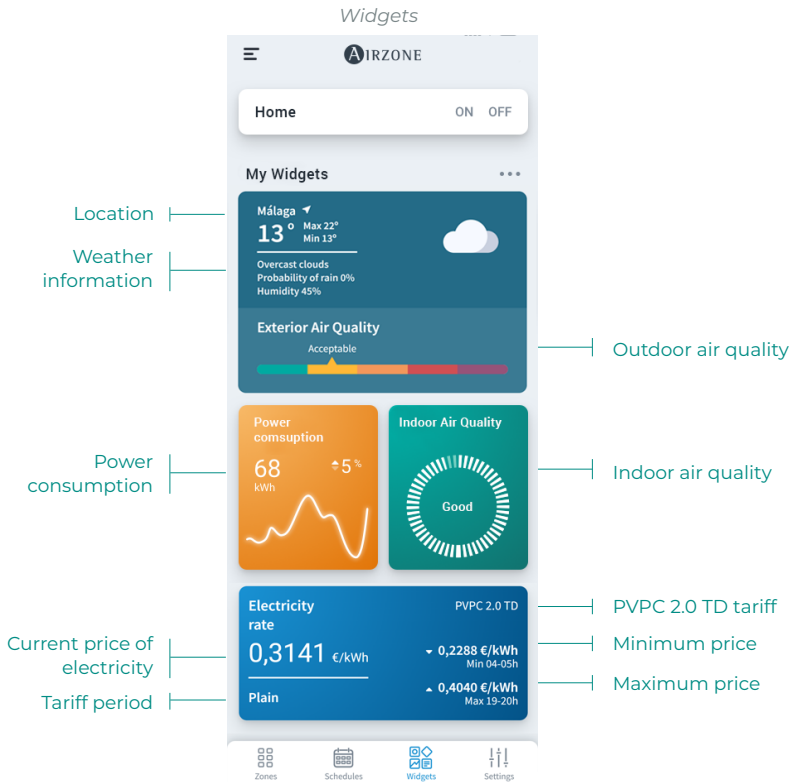 Widgets
AIRZONE
Home
ON OFF
My Widgets
Location
Málaga
13° Max 22°
Min 13°
Weather
information
Overcast clouds
Probability of rain 0%
Humidity 45%
Exterior Air Quality
Acceptable
Outdoor air quality
Power
comsuption
68
kWh
5 %
Power
consumption
Indoor Air Quality
Good
Indoor air quality
Electricity
rate
PVPC 2.0 TD
PVPC 2.0 TD tariff
0,3141 €/kWh
Current price of
electricity
0,2288 €/kWh
Min 04-05h
Minimum price
Plain
Tariff period
0,4040 €/kWh
Max 19-20h
Maximum price
Zones
Schedules
Widgets
Settings